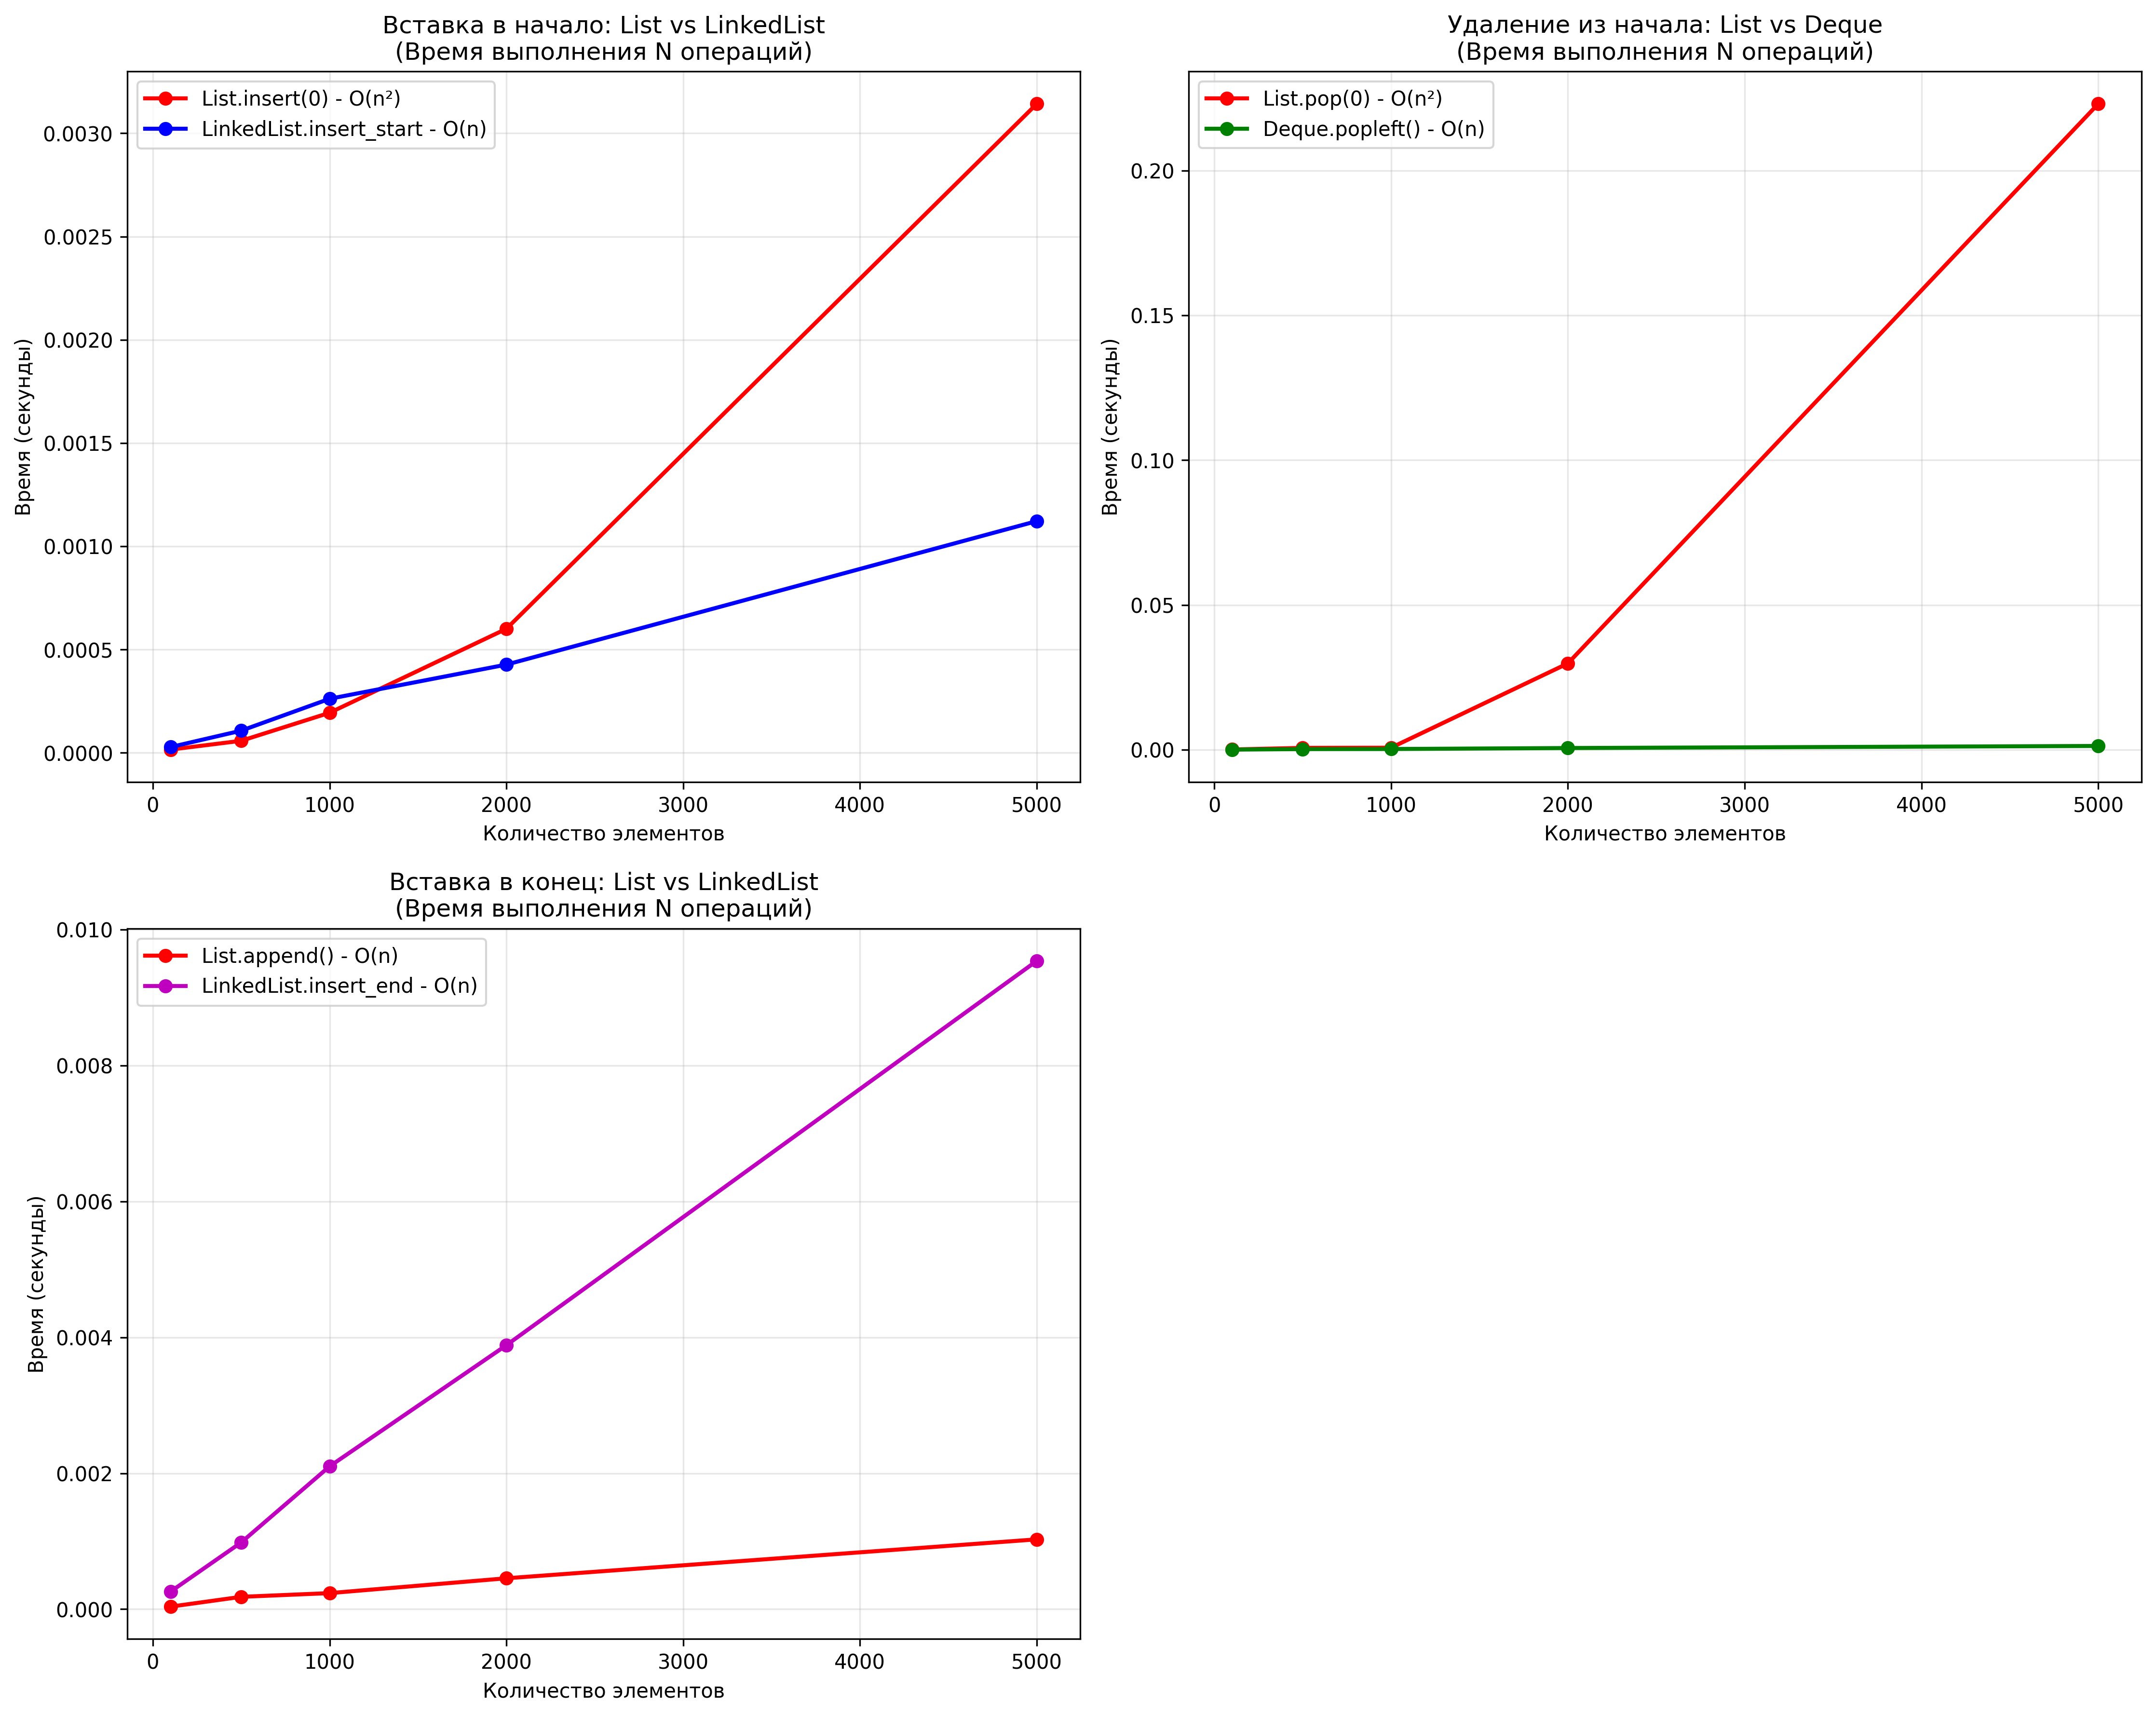 Вставка в начало: List vs LinkedList
(Время выполнения N операций)
List.insert(0) - O(n²)
LinkedList.insert_start - O(n)
Время (секунды)
0.0030
0.0025
0.0020
0.0015
0.0010
0.0005
0.0000
0 1000 2000 3000 4000 5000
Количество элементов
Удаление из начала: List vs Deque
(Время выполнения N операций)
List.pop(0) - O(n²)
Deque.popleft() - O(n)
Время (секунды)
0.20
0.15
0.10
0.05
0.00
0 1000 2000 3000 4000 5000
Количество элементов
Вставка в конец: List vs LinkedList
(Время выполнения N операций)
List.append() - O(n)
LinkedList.insert_end - O(n)
Время (секунды)
0.010
0.008
0.006
0.004
0.002
0.000
0 1000 2000 3000 4000 5000
Количество элементов